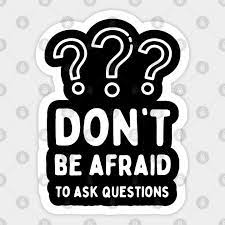 ? ? ?
DON'T
BE AFRAID
TO ASK QUESTIONS